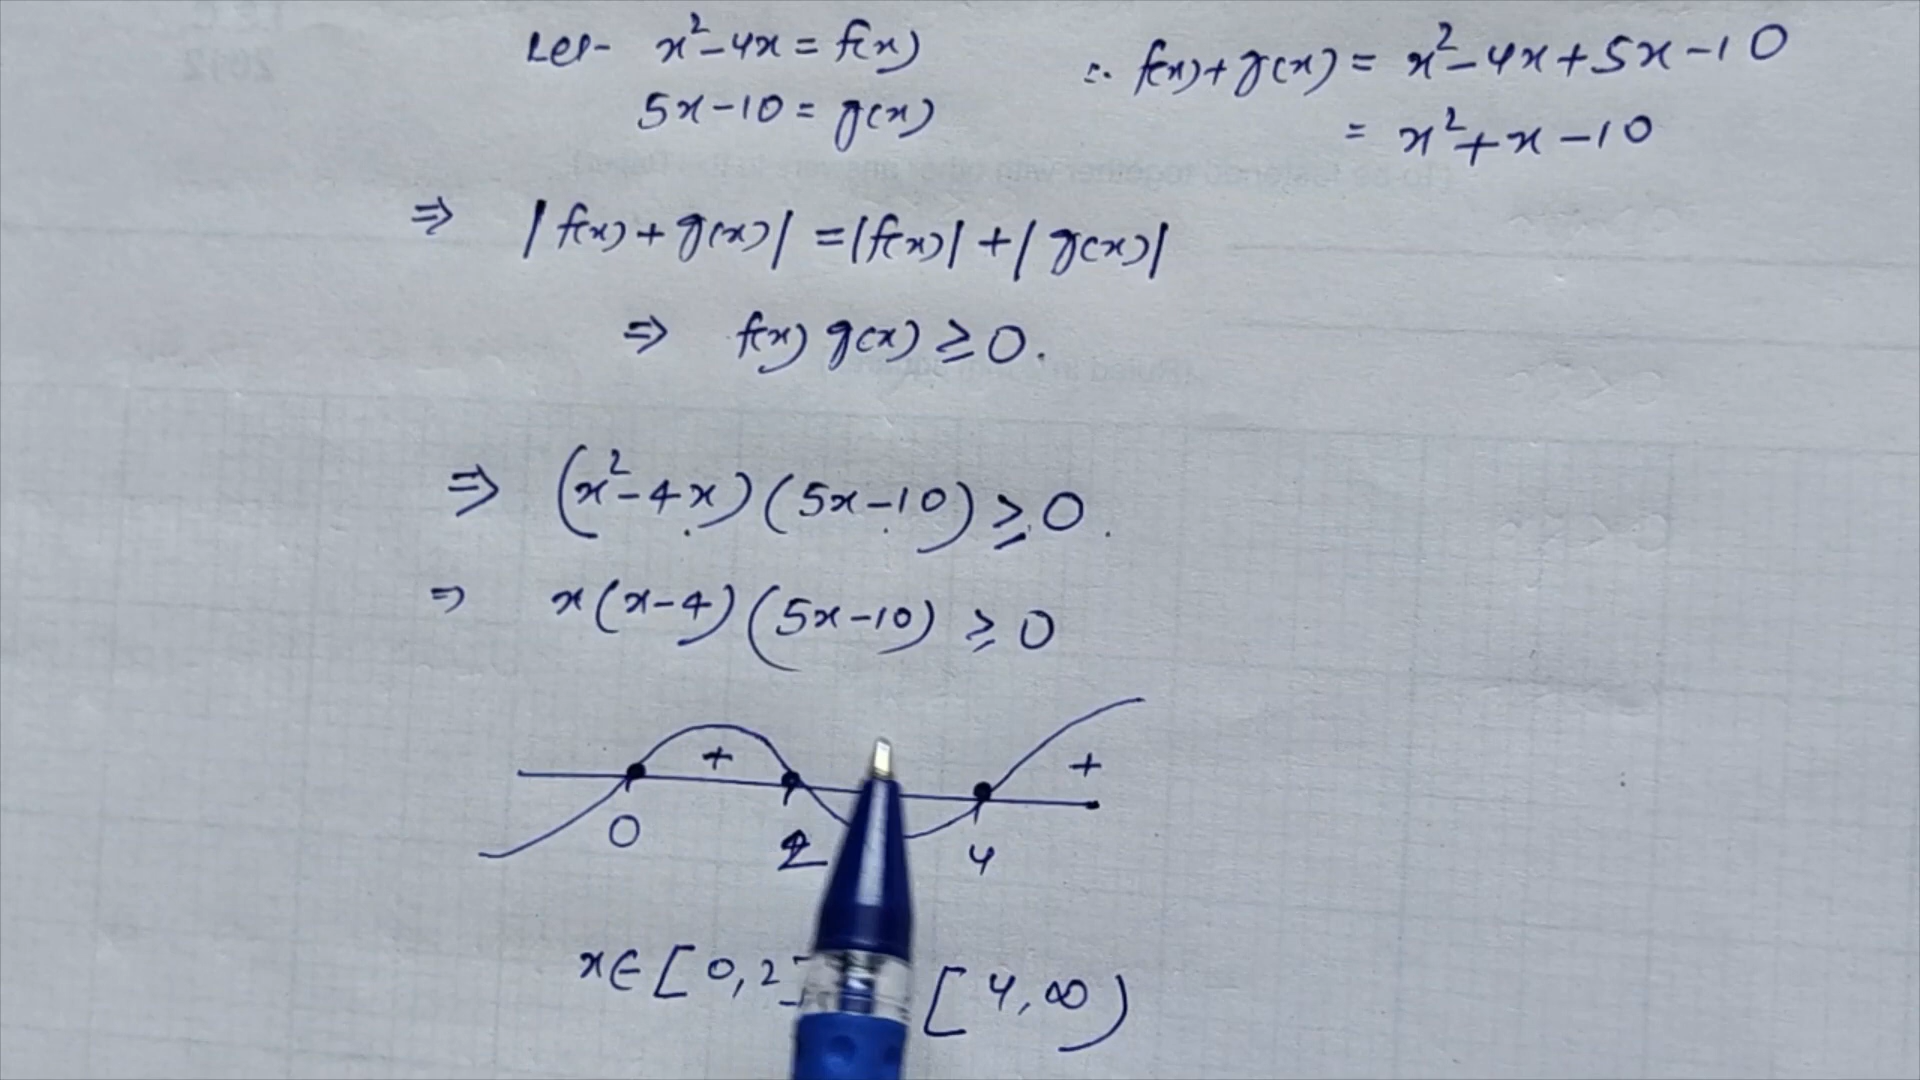 Let x²-4x = f(x)
5x-10 = g(x)
∴ f(x)+g(x) = x²-4x+5x-10
= x²+x-10
⇒ |f(x)+g(x)| = |f(x)|+|g(x)|
⇒ f(x) g(x) ≥ 0.
⇒ (x²-4x)(5x-10) ≥ 0.
⇒ x(x-4)(5x-10) ≥ 0
+ +
0 2 4
x∈[0,2] [4,∞)